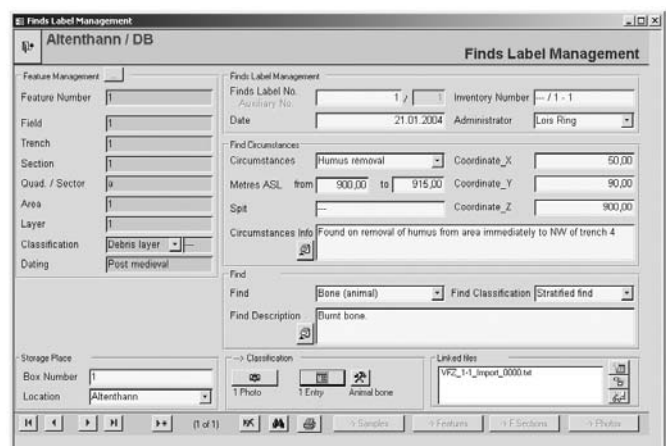 Finds Label Management
Altenthann / DB
Finds Label Management
Feature Management ...
Feature Number 1
Field 1
Trench 1
Section 1
Quad. / Sector a
Area 1
Layer 1
Classification Debris layer ---
Dating Post medieval
Finds Label Management
Finds Label No. 1 / 1
Auxiliary No.
Inventory Number --- / 1 - 1
Date 21.01.2004
Administrator Lois Ring
Find Circumstances
Circumstances Humus removal
Coordinate_X 50,00
Metres ASL from 900,00 to 915,00
Coordinate_Y 90,00
Spit ---
Coordinate_Z 900,00
Circumstances Info Found on removal of humus from area immediately to NW of trench 4
Find
Find Bone (animal)
Find Classification Stratified find
Find Description Burnt bone.
Storage Place
Box Number 1
Location Altenthann
--> Classification
1 Photo
1 Entry
Animal bone
Linked files
VFZ_1-1_Import_0000.txt
(1 of 1)
> Samples
> Features
> F.Sections
> Photos